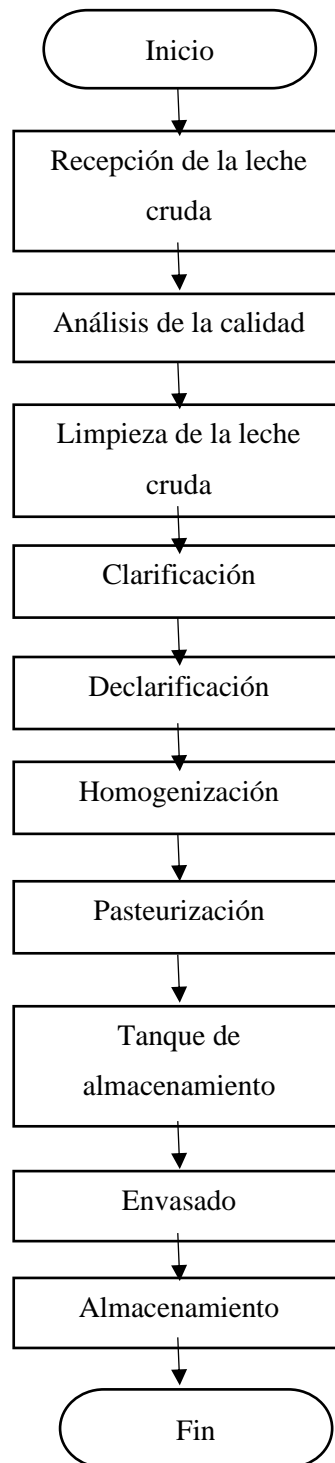 Inicio
Recepción de la leche
cruda
Análisis de la calidad
Limpieza de la leche
cruda
Clarificación
Declarificación
Homogenización
Pasteurización
Tanque de
almacenamiento
Envasado
Almacenamiento
Fin